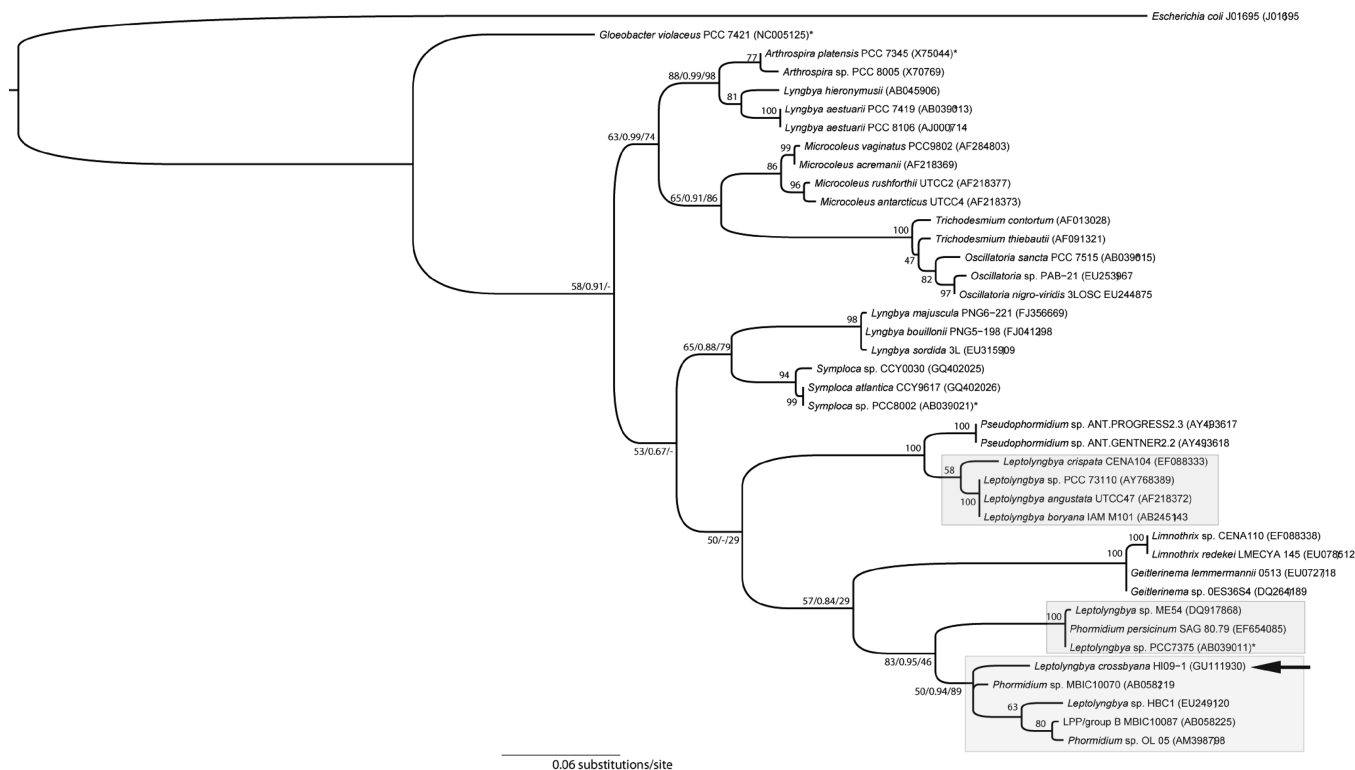 Escherichia coli J01695 (J01695
Gloeobacter violaceus PCC 7421 (NC005125)*
Arthrospira platensis PCC 7345 (X75044)*
77
88/0.99/98
Arthrospira sp. PCC 8005 (X70769)
Lyngbya hieronymusii (AB045906)
81
Lyngbya aestuarii PCC 7419 (AB039013)
100
Lyngbya aestuarii PCC 8106 (AJ000714
63/0.99/74
Microcoleus vaginatus PCC9802 (AF284803)
99
Microcoleus acremanii (AF218369)
86
Microcoleus rushforthii UTCC2 (AF218377)
96
65/0.91/86
Microcoleus antarcticus UTCC4 (AF218373)
Trichodesmium contortum (AF013028)
100
Trichodesmium thiebautii (AF091321)
47
Oscillatoria sancta PCC 7515 (AB039015)
82
Oscillatoria sp. PAB-21 (EU253967
97
Oscillatoria nigro-viridis 3LOSC EU244875
58/0.91/-
Lyngbya majuscula PNG6-221 (FJ356669)
98
Lyngbya bouillonii PNG5-198 (FJ041298
65/0.88/79
Lyngbya sordida 3L (EU315909
Symploca sp. CCY0030 (GQ402025)
94
Symploca atlantica CCY9617 (GQ402026)
99
Symploca sp. PCC8002 (AB039021)*
53/0.67/-
Pseudophormidium sp. ANT.PROGRESS2.3 (AY493617
100
Pseudophormidium sp. ANT.GENTNER2.2 (AY493618
100
Leptolyngbya crispata CENA104 (EF088333)
58
Leptolyngbya sp. PCC 73110 (AY768389)
Leptolyngbya angustata UTCC47 (AF218372)
100
Leptolyngbya boryana IAM M101 (AB245143
50/-/29
Limnothrix sp. CENA110 (EF088338)
100
Limnothrix redekei LMECYA 145 (EU078512
100
Geitlerinema lemmermannii 0513 (EU072718
Geitlerinema sp. 0ES36S4 (DQ264189
57/0.84/29
Leptolyngbya sp. ME54 (DQ917868)
100
Phormidium persicinum SAG 80.79 (EF654085)
Leptolyngbya sp. PCC7375 (AB039011)*
83/0.95/46
Leptolyngbya crossbyana HI09-1 (GU111930)
50/0.94/89
Phormidium sp. MBIC10070 (AB058219
Leptolyngbya sp. HBC1 (EU249120
63
LPP/group B MBIC10087 (AB058225)
80
Phormidium sp. OL 05 (AM398798
0.06 substitutions/site